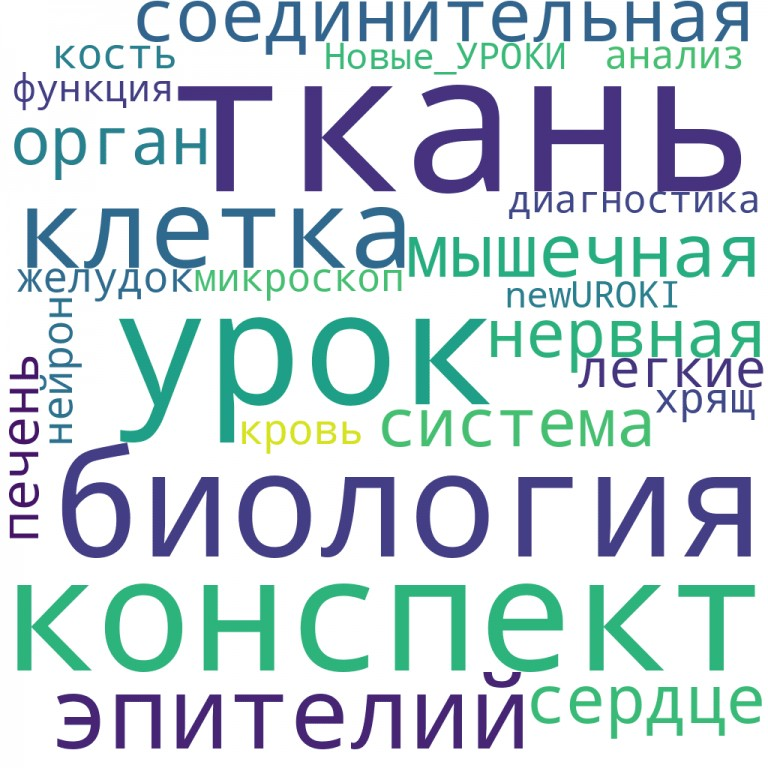 соединительная
кость
Новые_УРОКИ
анализ
функция
ткань
орган
диагностика
клетка
мышечная
желудок
микроскоп
newUROKI
нейрон
урок
нервная
легкие
печень
хрящ
кровь
система
биология
конспект
эпителий
сердце